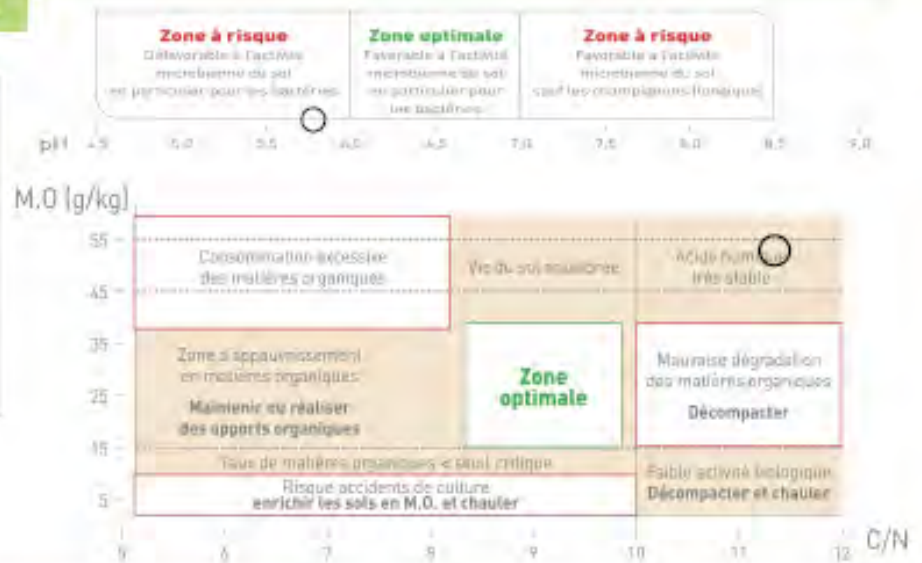 Zone à risque
Défavorable à l'activité
microbienne du sol
en particulier pour les bactéries
Zone optimale
Favorable à l'activité
microbienne du sol
en particulier pour
les bactéries
Zone à risque
Favorable à l'activité
microbienne du sol
sauf les champignons (fongique)
pH 4,5 5,0 5,5 6,0 6,5 7,0 7,5 8,0 8,5 9,0
M.O (g/kg)
55
45
35
25
15
5
Consommation excessive
des matières organiques
Vie du sol équilibrée
Acide
très stable
Zone d'appauvrissement
en matières organiques
Maintenir ou réaliser
des apports organiques
Zone
optimale
Mauvaise dégradation
des matières organiques
Décompacter
Taux de matières organiques < seuil critique
Risque accidents de culture
enrichir les sols en M.O. et chauler
Faible activité biologique
Décompacter et chauler
6 7 9 10 11 12 C/N